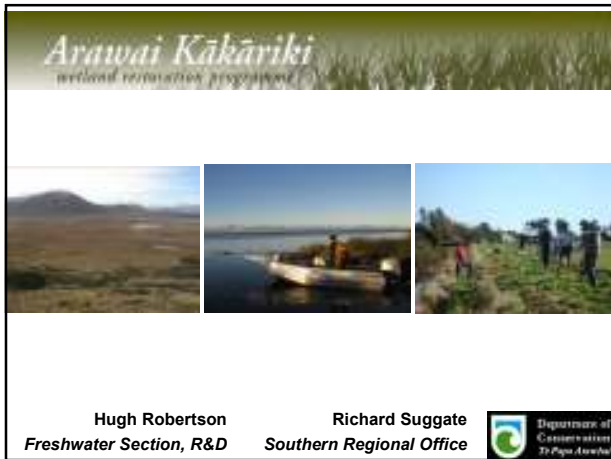 Arawai Kākāriki
wetland restoration programme
Hugh Robertson
Freshwater Section, R&D
Richard Suggate
Southern Regional Office
Department of
Conservation
Te Papa Atawhai